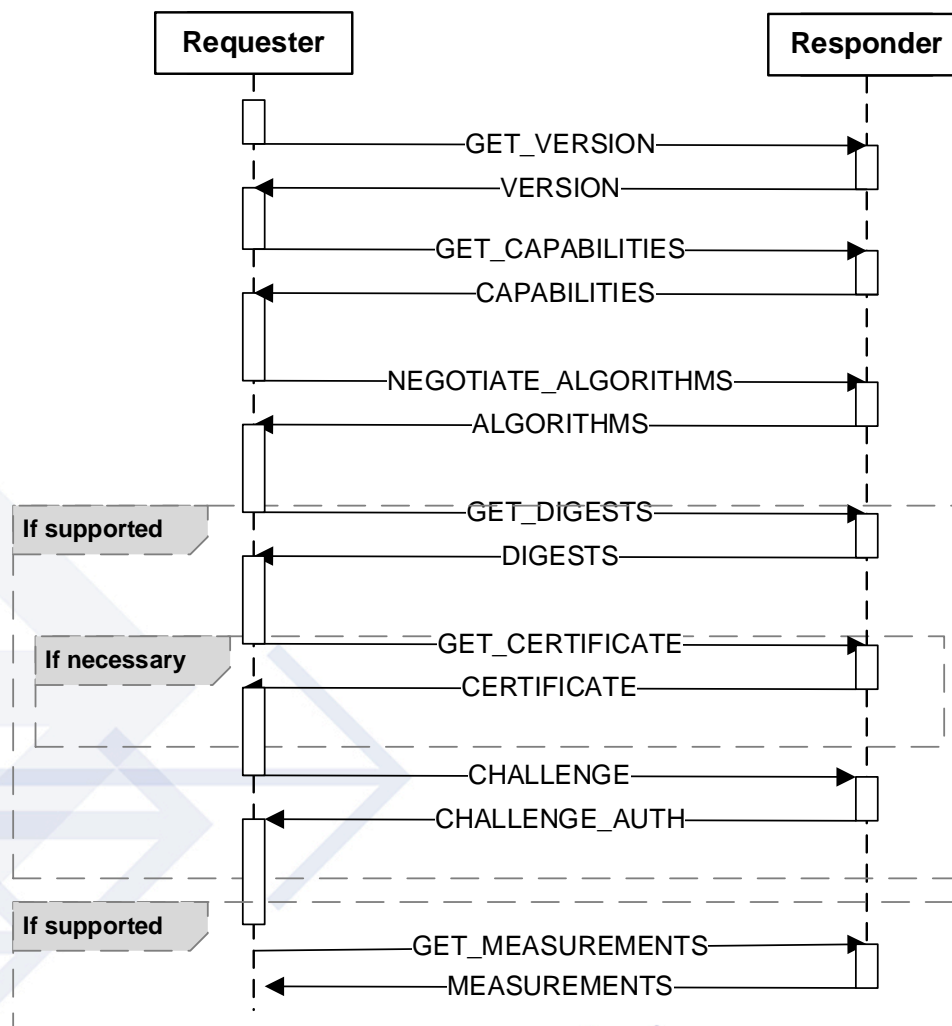 Requester
Responder
GET_VERSION
VERSION
GET_CAPABILITIES
CAPABILITIES
NEGOTIATE_ALGORITHMS
ALGORITHMS
If supported
GET_DIGESTS
DIGESTS
If necessary
GET_CERTIFICATE
CERTIFICATE
CHALLENGE
CHALLENGE_AUTH
If supported
GET_MEASUREMENTS
MEASUREMENTS